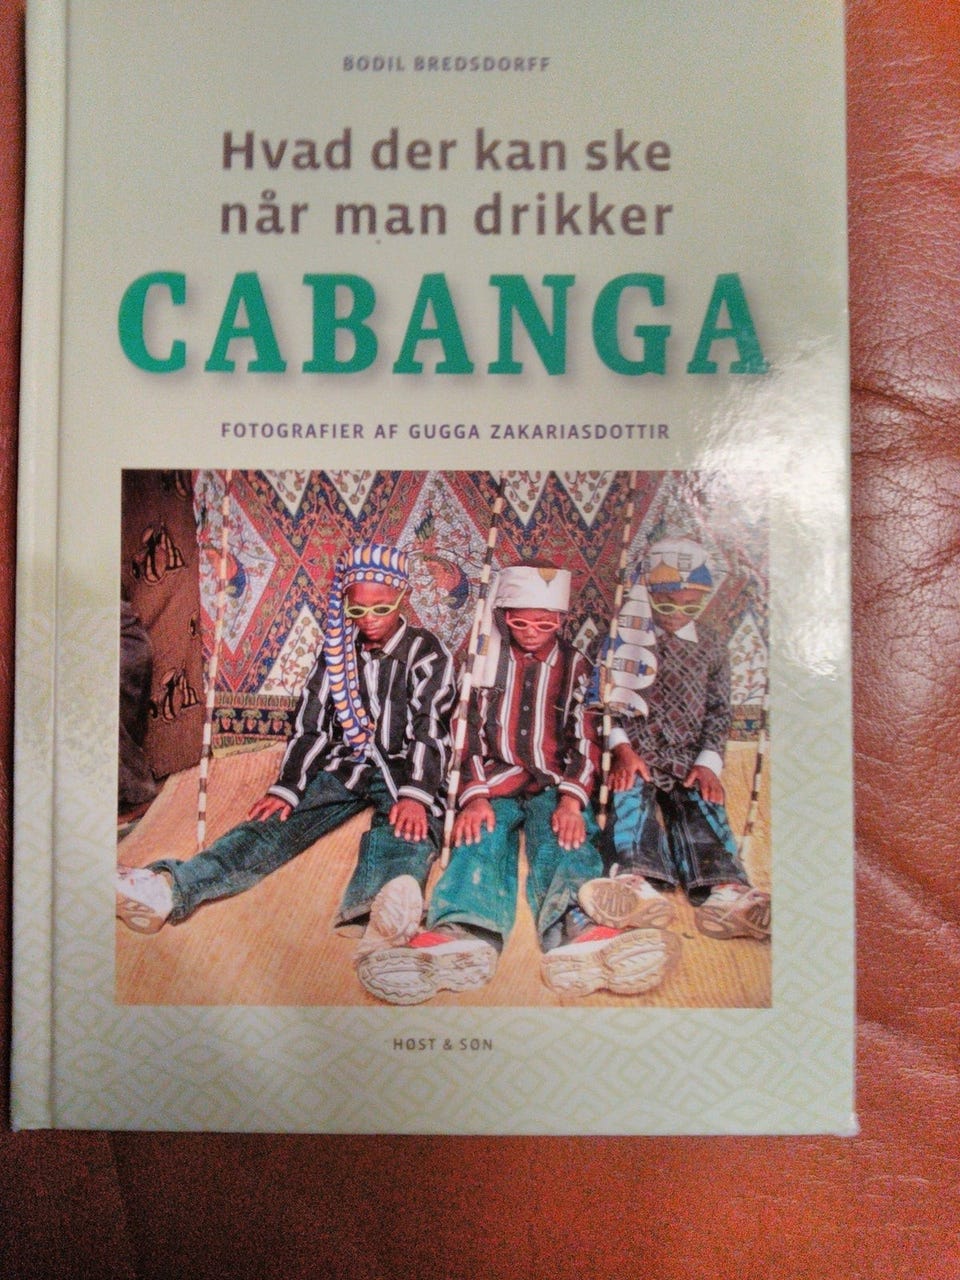 BODIL BREDSDORFF
Hvad der kan ske
når man drikker
CABANGA
FOTOGRAFIER AF GUGGA ZAKARIASDOTTIR
HØST & SØN